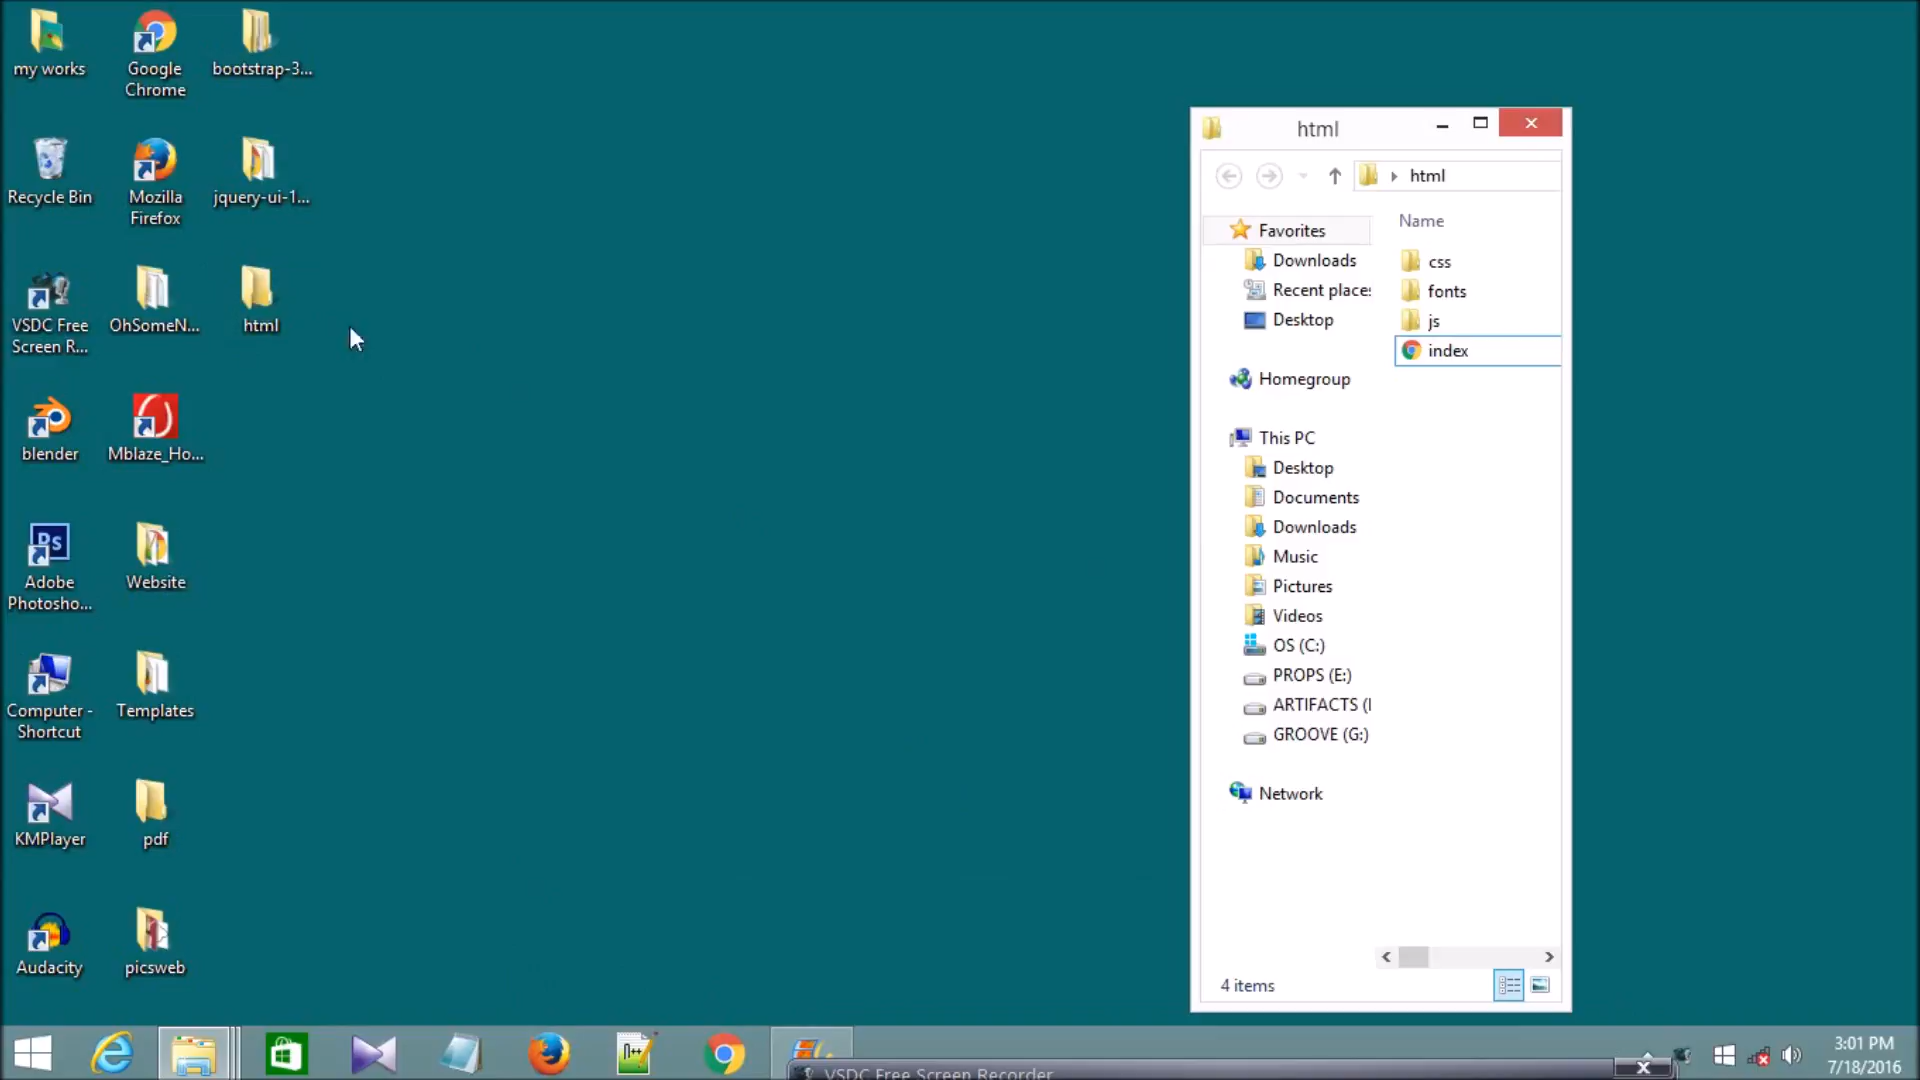 my works
Google
Chrome
bootstrap-3...
Recycle Bin
Mozilla
Firefox
jquery-ui-1...
VSDC Free
Screen R...
OhSomeN...
html
blender
Mblaze_Ho...
Adobe
Photosho...
Ps
Website
Computer -
Shortcut
Templates
KMPlayer
pdf
Audacity
picsweb
html
html
Name
Favorites
Downloads
Recent places
Desktop
css
fonts
js
index
Homegroup
This PC
Desktop
Documents
Downloads
Music
Pictures
Videos
OS (C:)
PROPS (E:)
ARTIFACTS (
GROOVE (G:)
Network
4 items
VSDC Free Screen Recorder
3:01 PM
7/18/2016